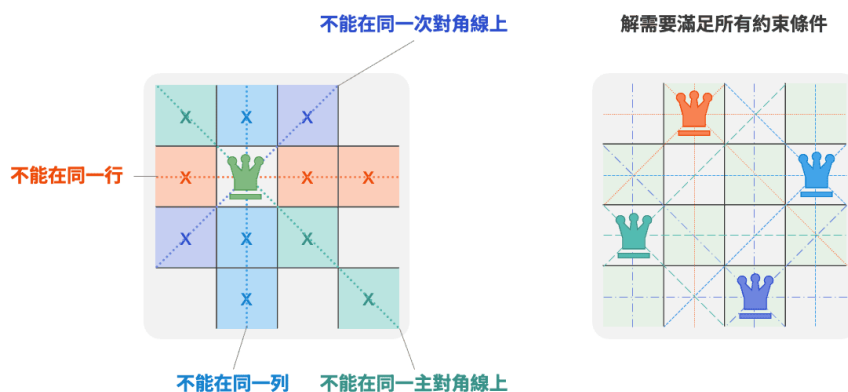 不能在同一次對角線上
解需要滿足所有約束條件
X X X
不能在同一行
X X X
X X X
X X
不能在同一列
不能在同一主對角線上